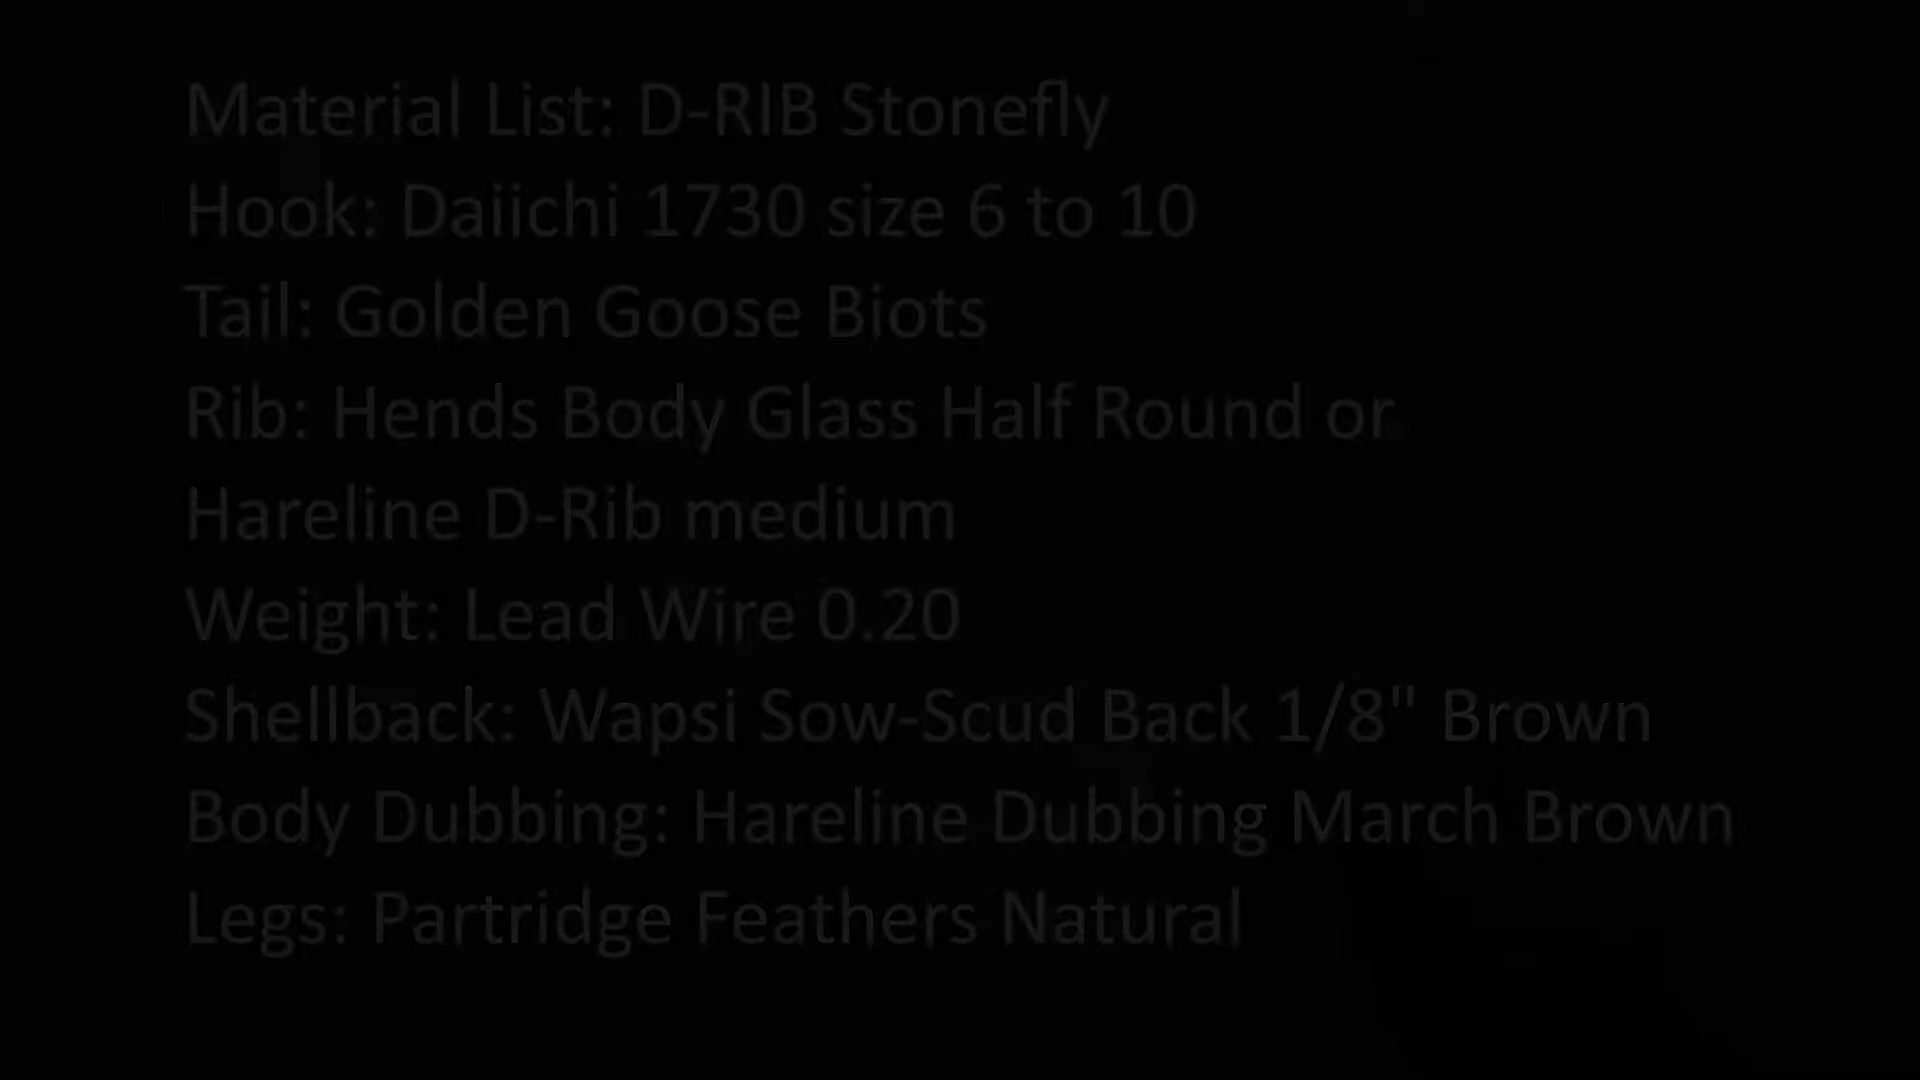 Material List: D-RIB Stonefly
Hook: Daiichi 1730 size 6 to 10
Tail: Golden Goose Biots
Rib: Hends Body Glass Half Round or
Hareline D-Rib medium
Weight: Lead Wire 0.20
Shellback: Wapsi Sow-Scud Back 1/8" Brown
Body Dubbing: Hareline Dubbing March Brown
Legs: Partridge Feathers Natural